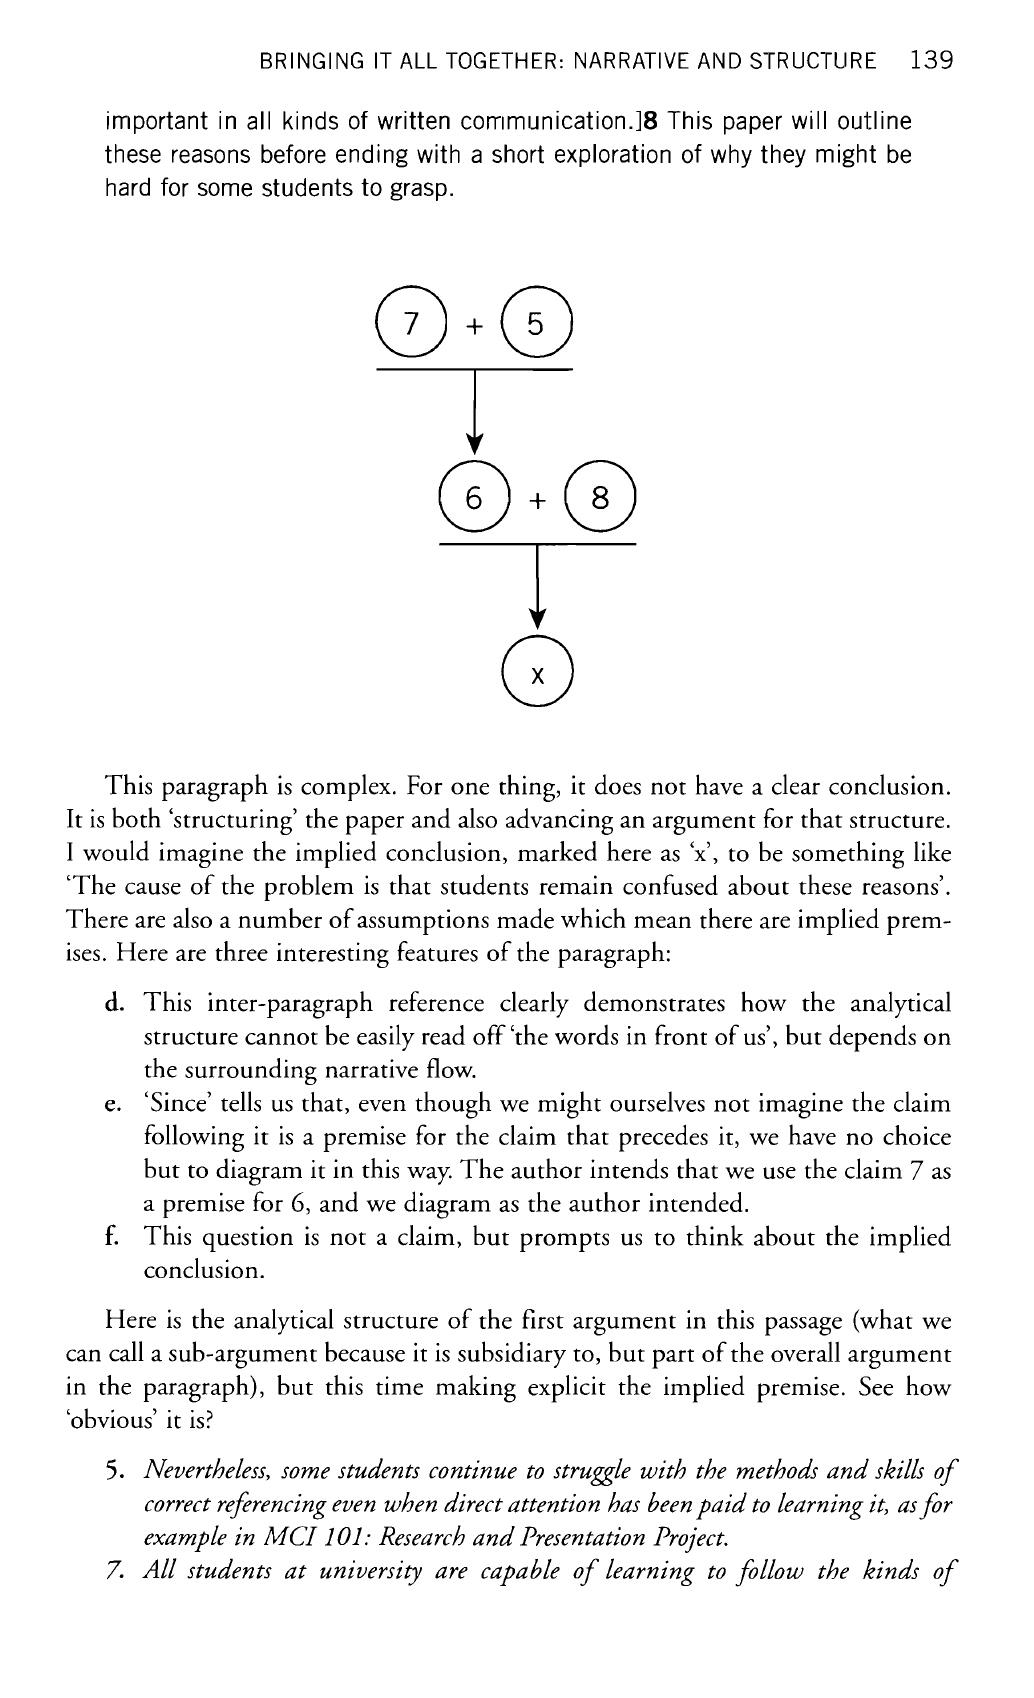 BRINGING IT ALL TOGETHER: NARRATIVE AND STRUCTURE 139
important in all kinds of written communication.]8 This paper will outline
these reasons before ending with a short exploration of why they might be
hard for some students to grasp.
7 + 5
6 + 8
x
This paragraph is complex. For one thing, it does not have a clear conclusion.
It is both ‘structuring’ the paper and also advancing an argument for that structure.
I would imagine the implied conclusion, marked here as ‘x’, to be something like
‘The cause of the problem is that students remain confused about these reasons’.
There are also a number of assumptions made which mean there are implied prem-
ises. Here are three interesting features of the paragraph:
d. This inter-paragraph reference clearly demonstrates how the analytical
structure cannot be easily read off ‘the words in front of us’, but depends on
the surrounding narrative flow.
e. ‘Since’ tells us that, even though we might ourselves not imagine the claim
following it is a premise for the claim that precedes it, we have no choice
but to diagram it in this way. The author intends that we use the claim 7 as
a premise for 6, and we diagram as the author intended.
f. This question is not a claim, but prompts us to think about the implied
conclusion.
Here is the analytical structure of the first argument in this passage (what we
can call a sub-argument because it is subsidiary to, but part of the overall argument
in the paragraph), but this time making explicit the implied premise. See how
‘obvious’ it is?
5. Nevertheless, some students continue to struggle with the methods and skills of
correct referencing even when direct attention has been paid to learning it, as for
example in MCI 101: Research and Presentation Project.
7. All students at university are capable of learning to follow the kinds of